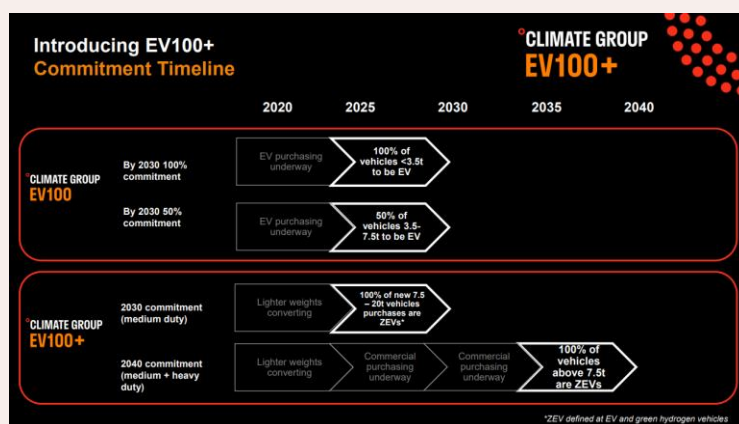 Introducing EV100+
Commitment Timeline
°CLIMATE GROUP
EV100+
2020 2025 2030 2035 2040
°CLIMATE GROUP
EV100
By 2030 100%
commitment
EV purchasing
underway
100% of
vehicles <3.5t
to be EV
By 2030 50%
commitment
EV purchasing
underway
50% of
vehicles 3.5-
7.5t to be EV
°CLIMATE GROUP
EV100+
2030 commitment
(medium duty)
Lighter weights
converting
100% of new 7.5
– 20t vehicles
purchases are
ZEVs*
2040 commitment
(medium + heavy
duty)
Lighter weights
converting
Commercial
purchasing
underway
Commercial
purchasing
underway
100% of
vehicles
above 7.5t
are ZEVs
*ZEV defined at EV and green hydrogen vehicles